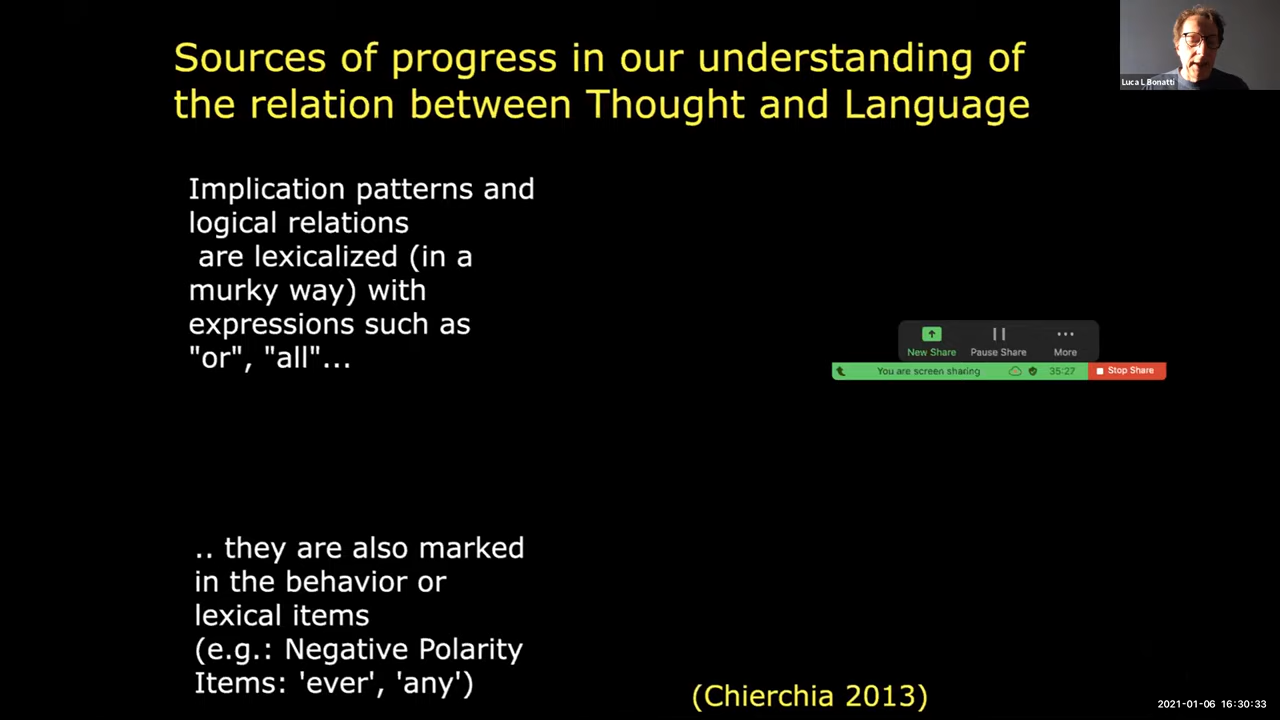 Sources of progress in our understanding of
the relation between Thought and Language
Luca L Bonatti
Implication patterns and
logical relations
are lexicalized (in a
murky way) with
expressions such as
"or", "all"...
New Share
Pause Share
More
You are screen sharing
35:27
Stop Share
.. they are also marked
in the behavior or
lexical items
(e.g.: Negative Polarity
Items: 'ever', 'any')
(Chierchia 2013)
2021-01-06 16:30:33